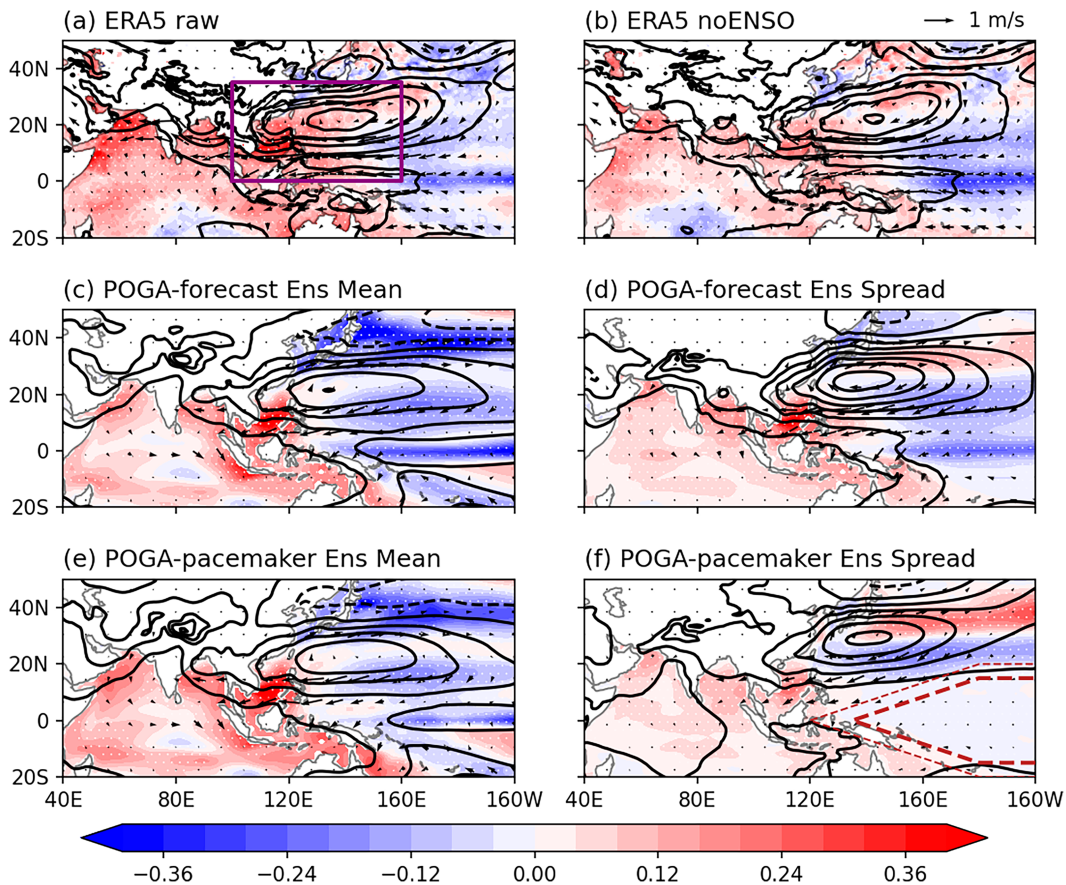 (a) ERA5 raw
(b) ERA5 noENSO
1 m/s
40N
20N
0
20S
(c) POGA-forecast Ens Mean
(d) POGA-forecast Ens Spread
40N
20N
0
20S
(e) POGA-pacemaker Ens Mean
(f) POGA-pacemaker Ens Spread
40N
20N
0
20S
40E 80E 120E 160E 160W
40E 80E 120E 160E 160W
−0.36 −0.24 −0.12 0.00 0.12 0.24 0.36